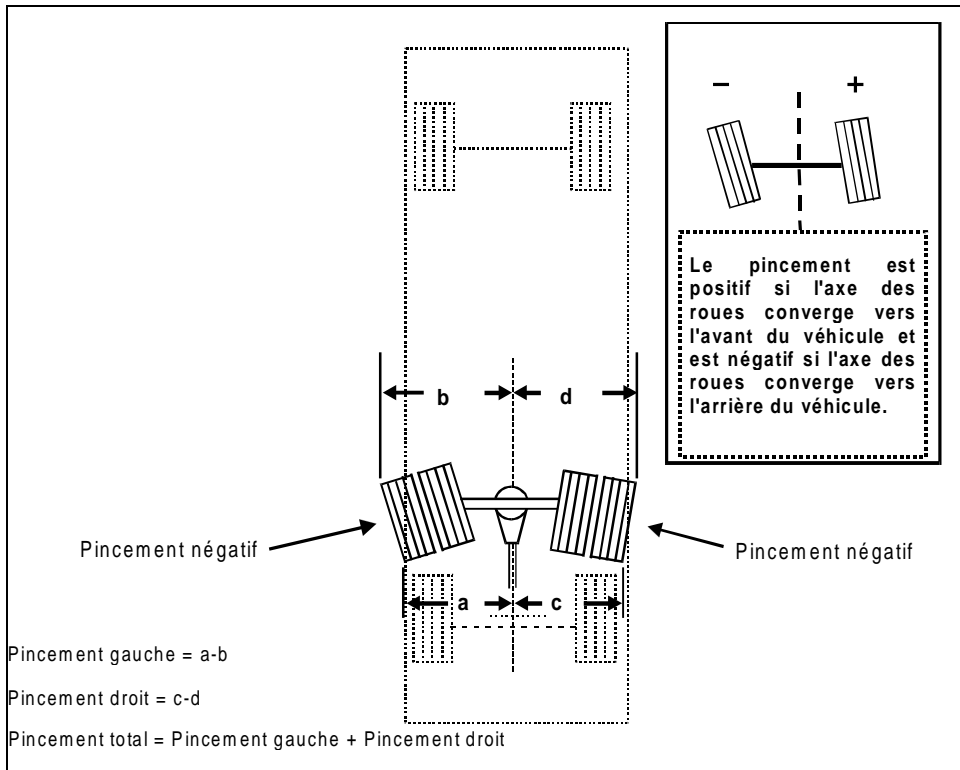 − +
Le pincement est
positif si l'axe des
roues converge vers
l'avant du véhicule et
est négatif si l'axe des
roues converge vers
l'arrière du véhicule.
b d
Pincement négatif
Pincement négatif
a c
Pincement gauche = a-b
Pincement droit = c-d
Pincement total = Pincement gauche + Pincement droit